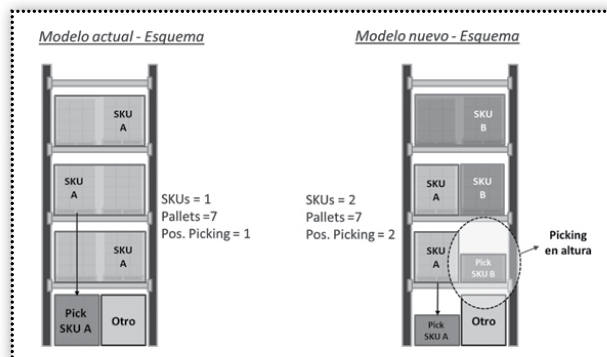 Modelo actual - Esquema
SKU
A
SKU
A
SKU
A
Pick
SKU A
Otro
SKUs = 1
Pallets =7
Pos. Picking = 1
Modelo nuevo - Esquema
SKU
B
SKU
A
SKU
B
SKU
A
Pick
SKU B
Pick
SKU A
Otro
SKUs = 2
Pallets =7
Pos. Picking = 2
Picking
en altura